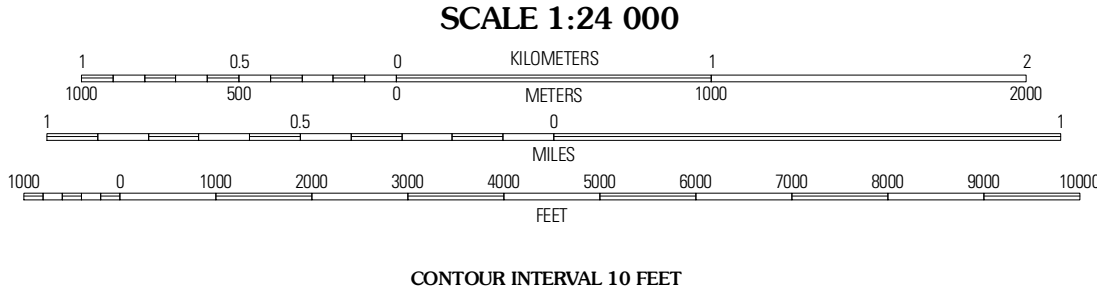 SCALE 1:24 000
1 0.5 0 KILOMETERS 1 2
1000 500 0 METERS 1000 2000
1 0.5 0 1
MILES
1000 0 1000 2000 3000 4000 5000 6000 7000 8000 9000 10000
FEET
CONTOUR INTERVAL 10 FEET